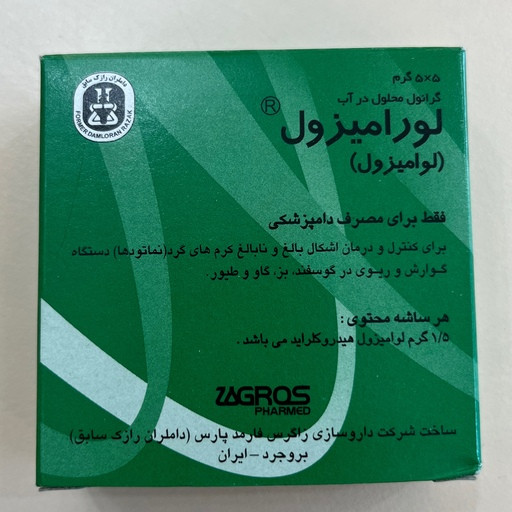 داملران رازک سابق
FORMER DAMLORAN RAZAK
۵×۵ گرم
گرانول محلول در آب
لورامیزول®
(لوامیزول)
فقط برای مصرف دامپزشکی
برای کنترل و درمان اشکال بالغ و نابالغ کرم های گرد(نماتودها) دستگاه
گوارش و ریوی در گوسفند، بز، گاو و طیور.
هر ساشه محتوی:
۱/۵ گرم لوامیزول هیدروکلراید می باشد.
ZAGROS
PHARMED
ساخت شرکت داروسازی زاگرس فارمد پارس (داملران رازک سابق)
بروجرد-ایران